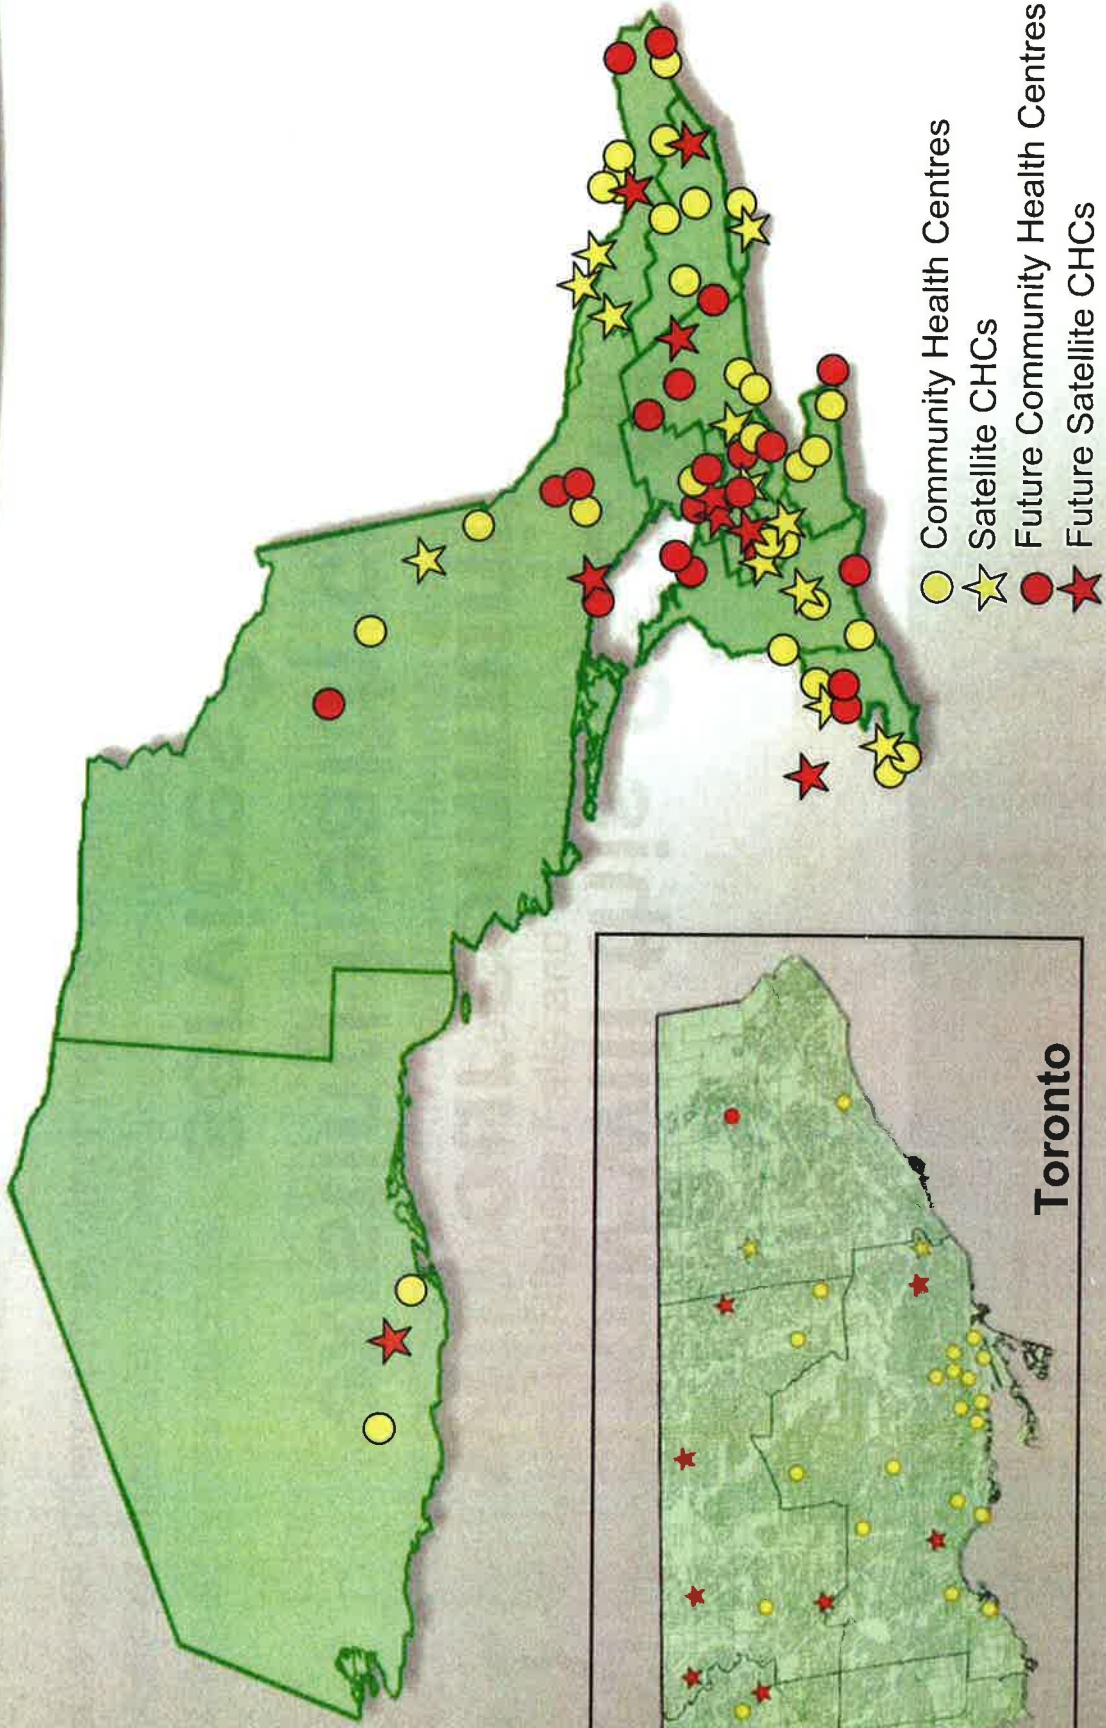 Community Health Centres
Satellite CHCs
Future Community Health Centres
Future Satellite CHCs
Toronto